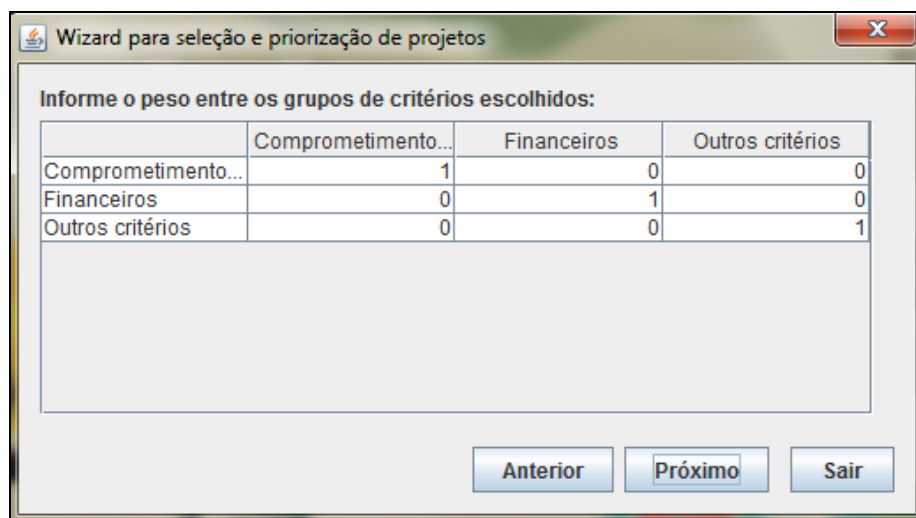 Wizard para seleção e priorização de projetos
Informe o peso entre os grupos de critérios escolhidos:
Comprometimento... Financeiros Outros critérios
Comprometimento... 1 0 0
Financeiros 0 1 0
Outros critérios 0 0 1
Anterior Próximo Sair